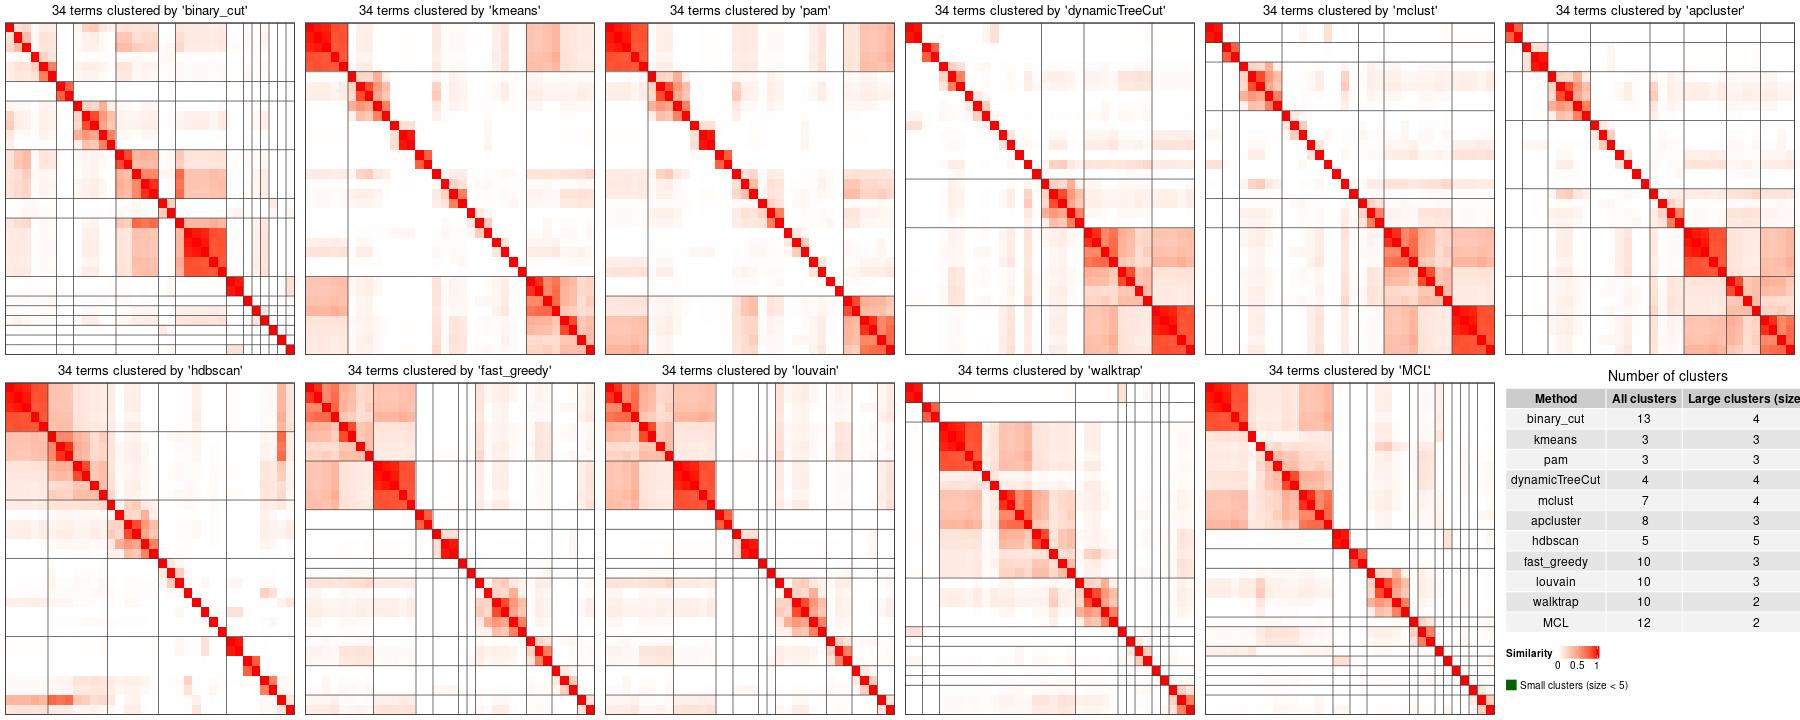 34 terms clustered by 'binary_cut'
34 terms clustered by 'kmeans'
34 terms clustered by 'pam'
34 terms clustered by 'dynamicTreeCut'
34 terms clustered by 'mclust'
34 terms clustered by 'apcluster'
34 terms clustered by 'hdbscan'
34 terms clustered by 'fast_greedy'
34 terms clustered by 'louvain'
34 terms clustered by 'walktrap'
34 terms clustered by 'MCL'
Number of clusters
Method All clusters Large clusters (size
binary_cut 13 4
kmeans 3 3
pam 3 3
dynamicTreeCut 4 4
mclust 7 4
apcluster 8 3
hdbscan 5 5
fast_greedy 10 3
louvain 10 3
walktrap 10 2
MCL 12 2
Similarity
0 0.5 1
Small clusters (size < 5)